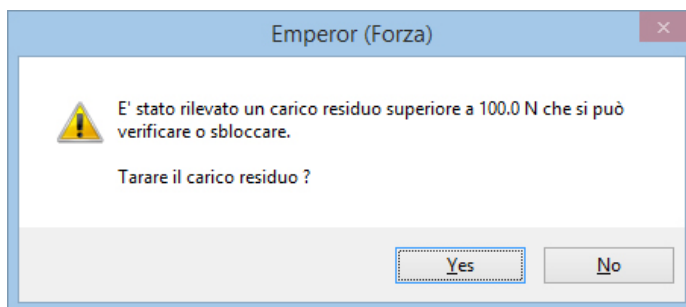 Emperor (Forza)
E' stato rilevato un carico residuo superiore a 100.0 N che si può
verificare o sbloccare.
Tarare il carico residuo ?
Yes
No